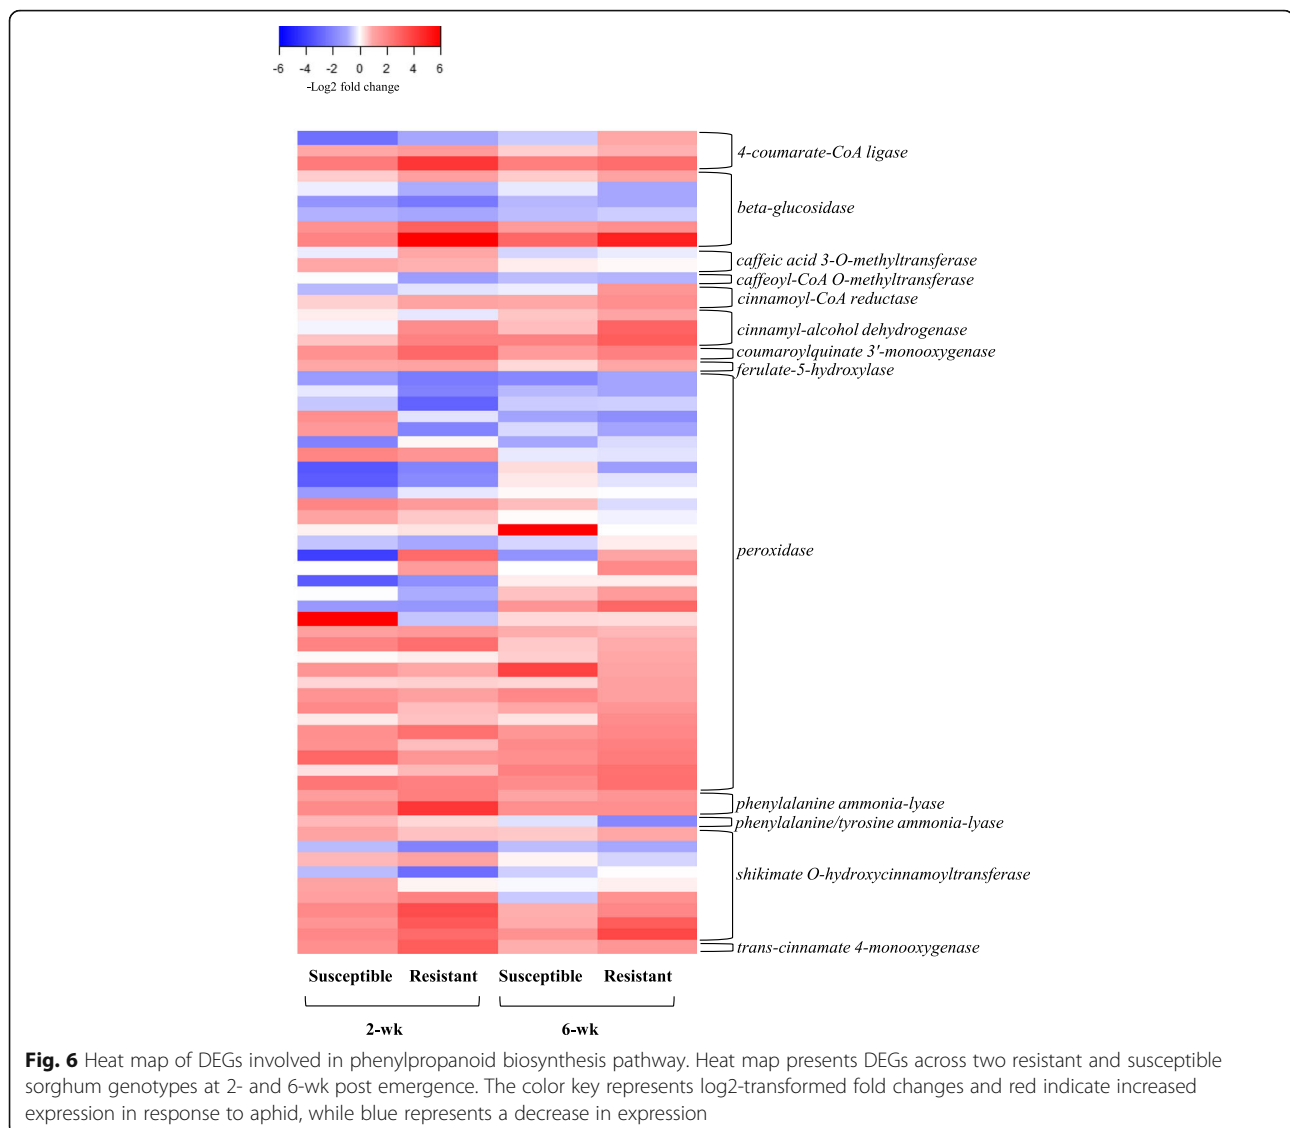 -6 -4 -2 0 2 4 6
-Log2 fold change
4-coumarate-CoA ligase
beta-glucosidase
caffeic acid 3-O-methyltransferase
caffeoyl-CoA O-methyltransferase
cinnamoyl-CoA reductase
cinnamyl-alcohol dehydrogenase
coumaroylquinate 3'-monooxygenase
ferulate-5-hydroxylase
peroxidase
phenylalanine ammonia-lyase
phenylalanine/tyrosine ammonia-lyase
shikimate O-hydroxycinnamoyltransferase
trans-cinnamate 4-monooxygenase
Susceptible Resistant Susceptible Resistant
2-wk 6-wk
Fig. 6 Heat map of DEGs involved in phenylpropanoid biosynthesis pathway. Heat map presents DEGs across two resistant and susceptible
sorghum genotypes at 2- and 6-wk post emergence. The color key represents log2-transformed fold changes and red indicate increased
expression in response to aphid, while blue represents a decrease in expression